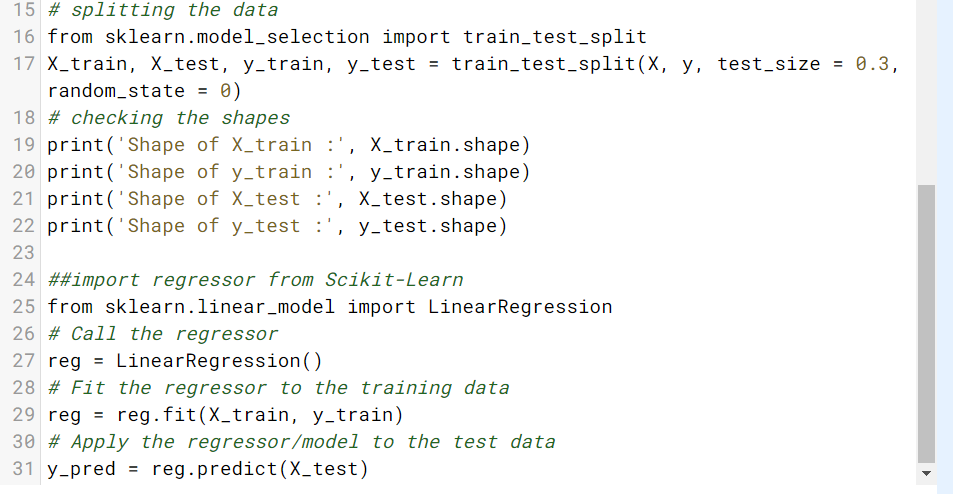 15 # splitting the data
16 from sklearn.model_selection import train_test_split
17 X_train, X_test, y_train, y_test = train_test_split(X, y, test_size = 0.3,
random_state = 0)
18 # checking the shapes
19 print('Shape of X_train :', X_train.shape)
20 print('Shape of y_train :', y_train.shape)
21 print('Shape of X_test :', X_test.shape)
22 print('Shape of y_test :', y_test.shape)
23
24 ##import regressor from Scikit-Learn
25 from sklearn.linear_model import LinearRegression
26 # Call the regressor
27 reg = LinearRegression()
28 # Fit the regressor to the training data
29 reg = reg.fit(X_train, y_train)
30 # Apply the regressor/model to the test data
31 y_pred = reg.predict(X_test)